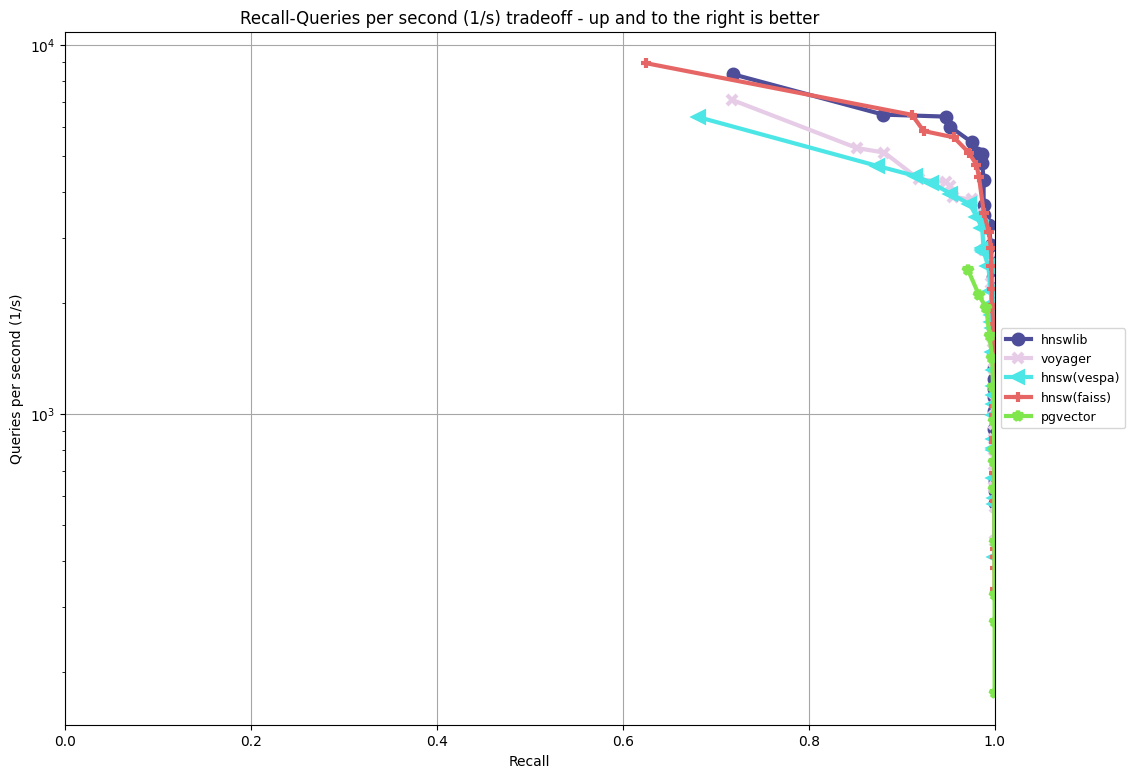 Recall-Queries per second (1/s) tradeoff - up and to the right is better
10^4
10^3
Queries per second (1/s)
0.0 0.2 0.4 0.6 0.8 1.0
Recall
hnswlib
voyager
hnsw(vespa)
hnsw(faiss)
pgvector